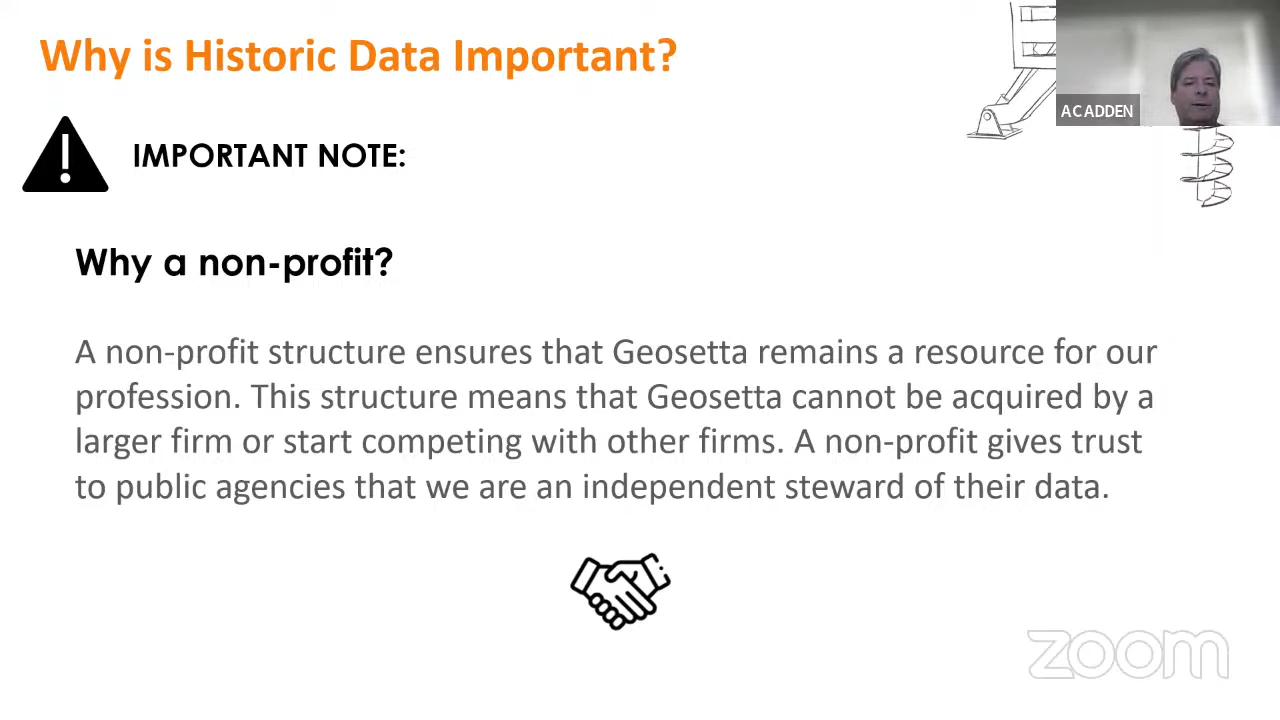 Why is Historic Data Important?
AC ADDEN
IMPORTANT NOTE:
Why a non-profit?
A non-profit structure ensures that Geosetta remains a resource for our
profession. This structure means that Geosetta cannot be acquired by a
larger firm or start competing with other firms. A non-profit gives trust
to public agencies that we are an independent steward of their data.
zoom